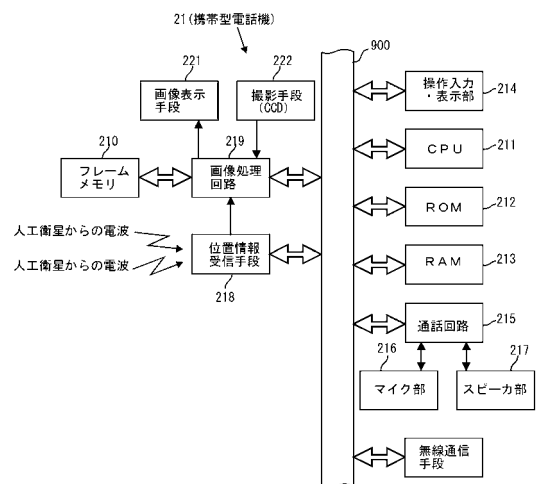 21(携帯型電話機)
900
221
222
画像表示
手段
撮影手段
(CCD)
操作入力
・表示部
214
210
219
フレーム
メモリ
画像処理
回路
CPU
211
ROM
212
人工衛星からの電波
人工衛星からの電波
位置情報
受信手段
218
RAM
213
通話回路
215
216
217
マイク部
スピーカ部
無線通信
手段